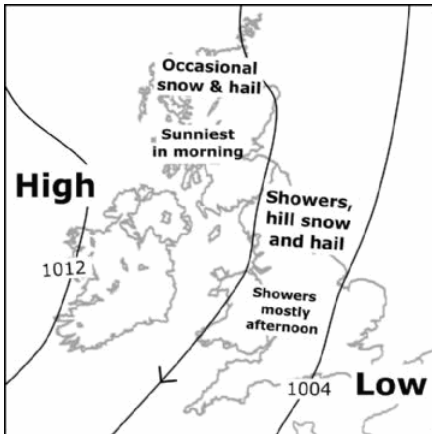 Occasional
snow & hail
Sunniest
in morning
High
Showers,
hill snow
and hail
1012
Showers
mostly
afternoon
1004
Low